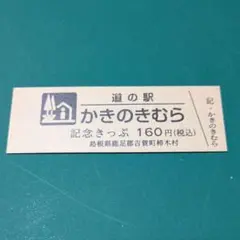 道の駅
かきのきむら
記念きっぷ 160円(税込)
島根県鹿足郡吉賀町柿木村
記・かきのきむら